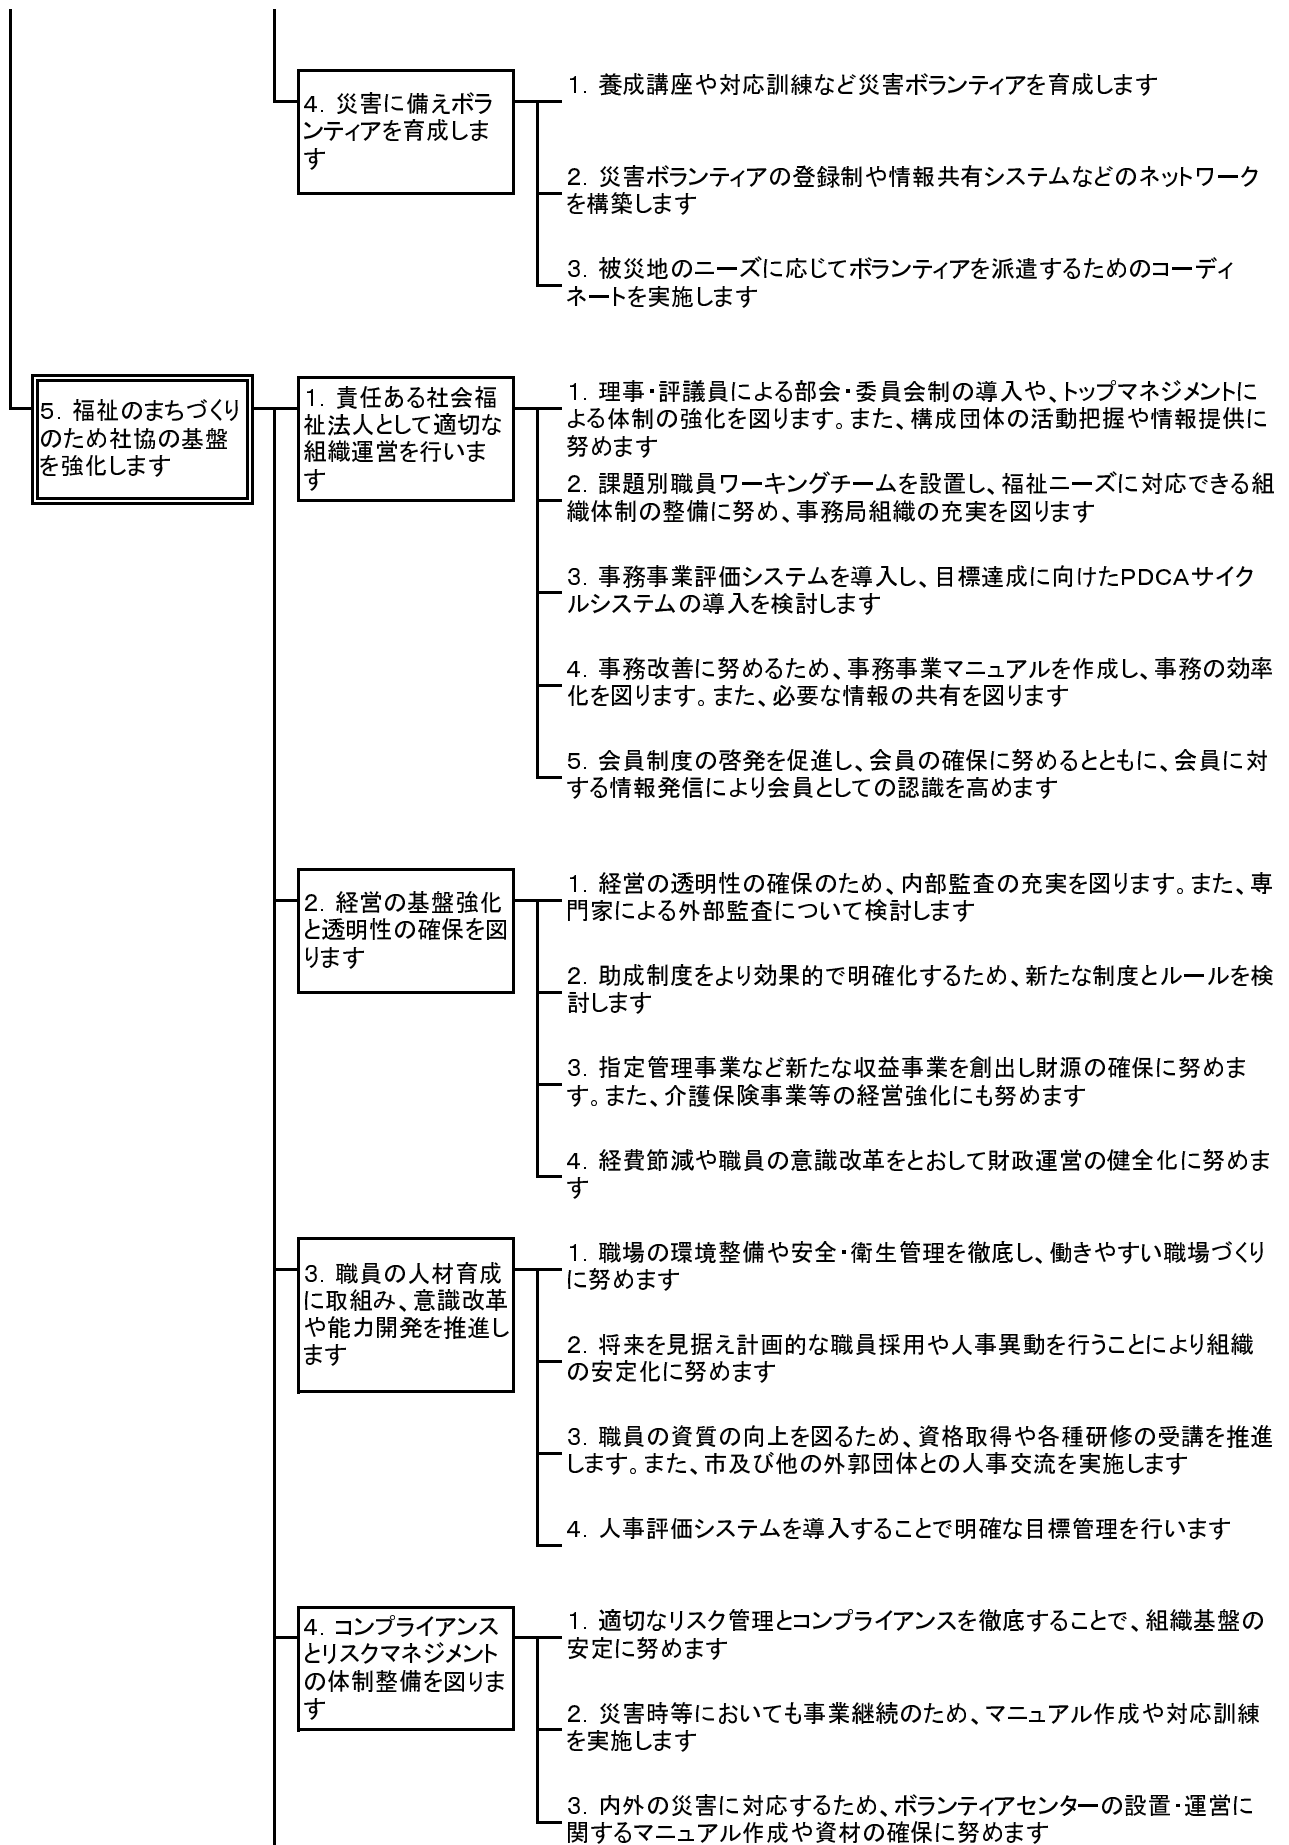 4．災害に備えボラ
ンティアを育成しま
す
1．養成講座や対応訓練など災害ボランティアを育成します
2．災害ボランティアの登録制や情報共有システムなどのネットワーク
を構築します
3．被災地のニーズに応じてボランティアを派遣するためのコーディ
ネートを実施します
5．福祉のまちづくり
のため社協の基盤
を強化します
1．責任ある社会福
祉法人として適切な
組織運営を行いま
す
1．理事・評議員による部会・委員会制の導入や、トップマネジメントに
よる体制の強化を図ります。また、構成団体の活動把握や情報提供に
努めます
2．課題別職員ワーキングチームを設置し、福祉ニーズに対応できる組
織体制の整備に努め、事務局組織の充実を図ります
3．事務事業評価システムを導入し、目標達成に向けたPDCAサイク
ルシステムの導入を検討します
4．事務改善に努めるため、事務事業マニュアルを作成し、事務の効率
化を図ります。また、必要な情報の共有を図ります
5．会員制度の啓発を促進し、会員の確保に努めるとともに、会員に対
する情報発信により会員としての認識を高めます
2．経営の基盤強化
と透明性の確保を図
ります
1．経営の透明性の確保のため、内部監査の充実を図ります。また、専
門家による外部監査について検討します
2．助成制度をより効果的で明確化するため、新たな制度とルールを検
討します
3．指定管理事業など新たな収益事業を創出し財源の確保に努めま
す。また、介護保険事業等の経営強化にも努めます
4．経費節減や職員の意識改革をとおして財政運営の健全化に努めま
す
3．職員の人材育成
に取組み、意識改革
や能力開発を推進し
ます
1．職場の環境整備や安全・衛生管理を徹底し、働きやすい職場づくり
に努めます
2．将来を見据え計画的な職員採用や人事異動を行うことにより組織
の安定化に努めます
3．職員の資質の向上を図るため、資格取得や各種研修の受講を推進
します。また、市及び他の外郭団体との人事交流を実施します
4．人事評価システムを導入することで明確な目標管理を行います
4．コンプライアンス
とリスクマネジメント
の体制整備を図りま
す
1．適切なリスク管理とコンプライアンスを徹底することで、組織基盤の
安定に努めます
2．災害時等においても事業継続のため、マニュアル作成や対応訓練
を実施します
3．内外の災害に対応するため、ボランティアセンターの設置・運営に
関するマニュアル作成や資材の確保に努めます